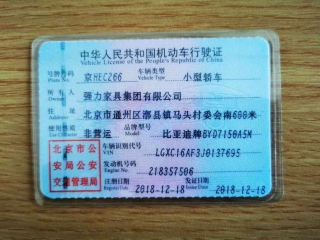 中华人民共和国机动车行驶证
Vehicle License of the People's Republic of China
号牌号码 京HEC266 车辆类型 小型轿车
Plate No. Vehicle Type
所有人 强力家具集团有限公司
Owner
住址 北京市通州区漷县镇马头村委会南600米
Address
使用性质 非营运 品牌型号 比亚迪牌BYD7150A5M
北京市公安局公安交通管理局
车辆识别代号 LGXC16AF3J0137695
VIN
发动机号码 218357506
Engine No.
注册日期 2018-12-18 发证日期 2018-12-18
Register Date Issue Date